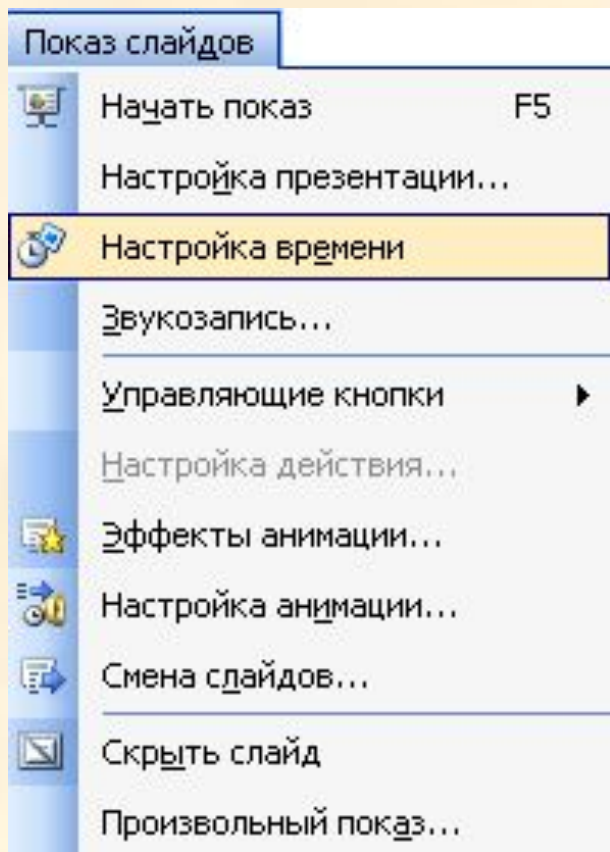 Показ слайдов
Начать показ F5
Настройка презентации...
Настройка времени
Звукозапись...
Управляющие кнопки
Настройка действия...
Эффекты анимации...
Настройка анимации...
Смена слайдов...
Скрыть слайд
Произвольный показ...